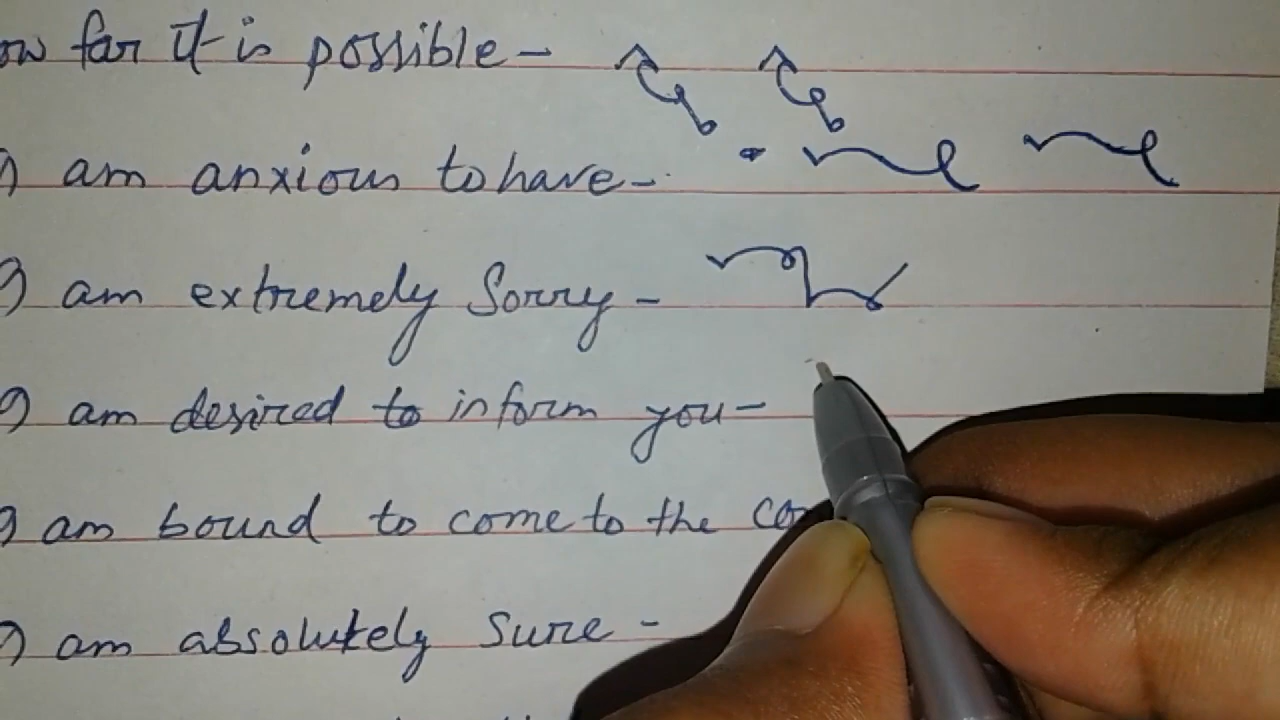 ow far it is possible -
I am anxious to have -
I am extremely Sorry -
I am desired to inform you -
I am bound to come to the co
I am absolutely sure -